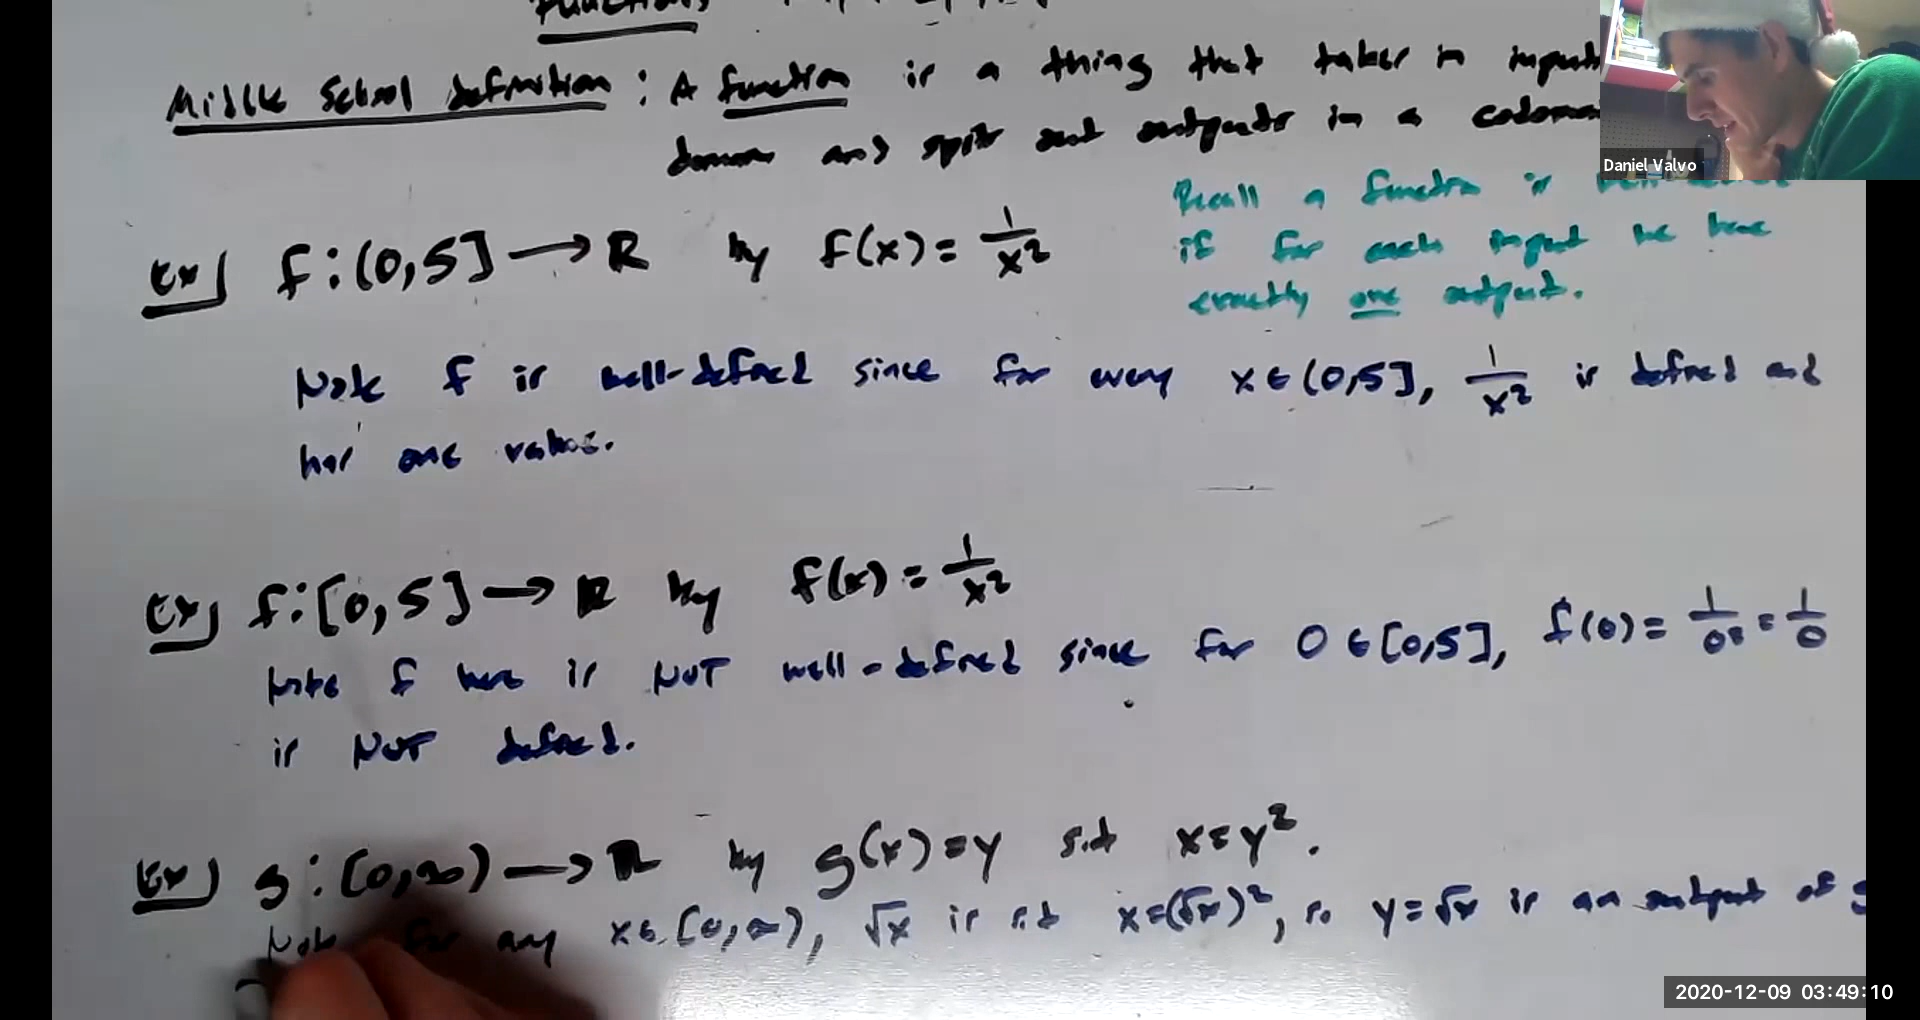 Functions
Middle School definition: A function is a thing that takes in inputs
domain and spits out outputs in a codoma
Daniel Valvo
Recall a function is well-defined
if for each input we have
exactly one output.
Ex) f:(0,5] → R by f(x) = 1/x²
Note f is well-defined since for every x ∈ (0,5], 1/x² is defined and
has one value.
Ex) f:[0,5] → R by f(x) = 1/x²
Note f here is NOT well-defined since for 0 ∈ [0,5], f(0) = 1/0² = 1/0
is NOT defined.
Ex) g:[0,∞) → R by g(x) = y s.t x = y².
Note for any x ∈ [0,∞), √x is s.t x = (√x)², so y = √x is an output of g
2020-12-09 03:49:10